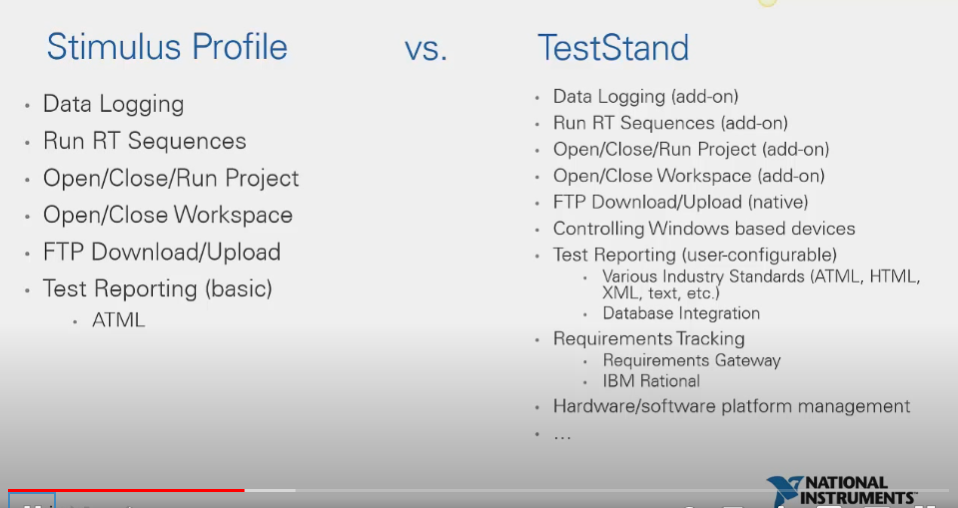 Stimulus Profile vs. TestStand
Data Logging
Run RT Sequences
Open/Close/Run Project
Open/Close Workspace
FTP Download/Upload
Test Reporting (basic)
ATML
Data Logging (add-on)
Run RT Sequences (add-on)
Open/Close/Run Project (add-on)
Open/Close Workspace (add-on)
FTP Download/Upload (native)
Controlling Windows based devices
Test Reporting (user-configurable)
Various Industry Standards (ATML, HTML,
XML, text, etc.)
Database Integration
Requirements Tracking
Requirements Gateway
IBM Rational
Hardware/software platform management
...
NATIONAL
INSTRUMENTS™